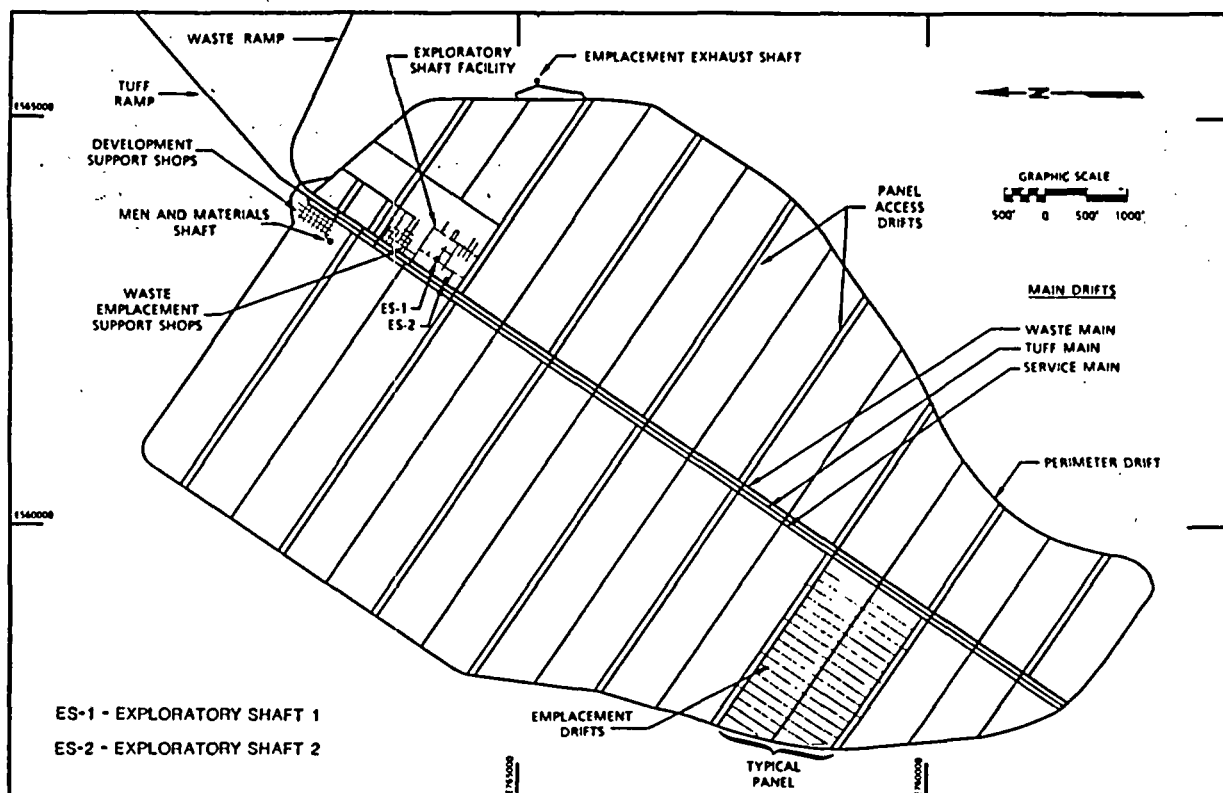 WASTE RAMP
TUFF
RAMP
EXPLORATORY
SHAFT FACILITY
EMPLACEMENT EXHAUST SHAFT
N
E565000
DEVELOPMENT
SUPPORT SHOPS
MEN AND MATERIALS
SHAFT
PANEL
ACCESS
DRIFTS
GRAPHIC SCALE
500' 0 500' 1000'
WASTE
EMPLACEMENT
SUPPORT SHOPS
ES-1
ES-2
MAIN DRIFTS
WASTE MAIN
TUFF MAIN
SERVICE MAIN
PERIMETER DRIFT
E560000
EMPLACEMENT
DRIFTS
TYPICAL
PANEL
ES-1 - EXPLORATORY SHAFT 1
ES-2 - EXPLORATORY SHAFT 2